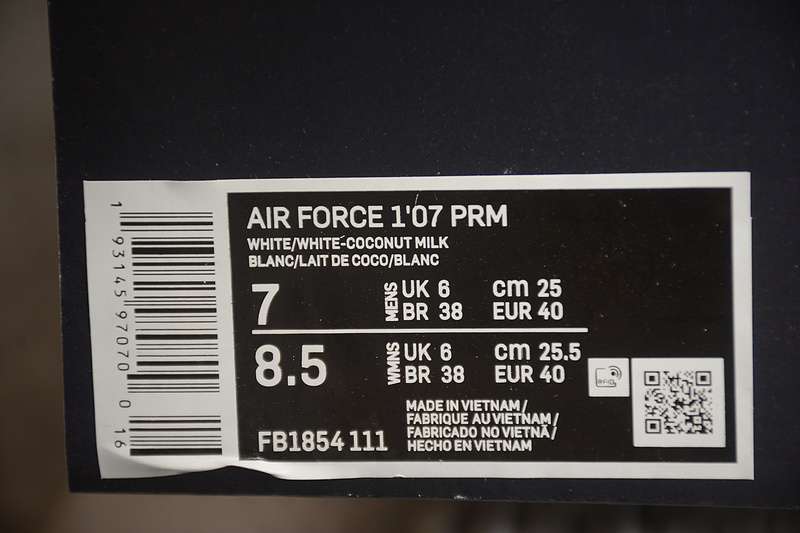 AIR FORCE 1'07 PRM
WHITE/WHITE-COCONUT MILK
BLANC/LAIT DE COCO/BLANC
7 MENS UK 6 cm 25
BR 38 EUR 40
8.5 WMNS UK 6 cm 25.5
BR 38 EUR 40
RFID
MADE IN VIETNAM/
FABRIQUE AU VIETNAM/
FABRICADO NO VIETNÃ/
HECHO EN VIETNAM
FB1854 111
1 93145 97070 0 16